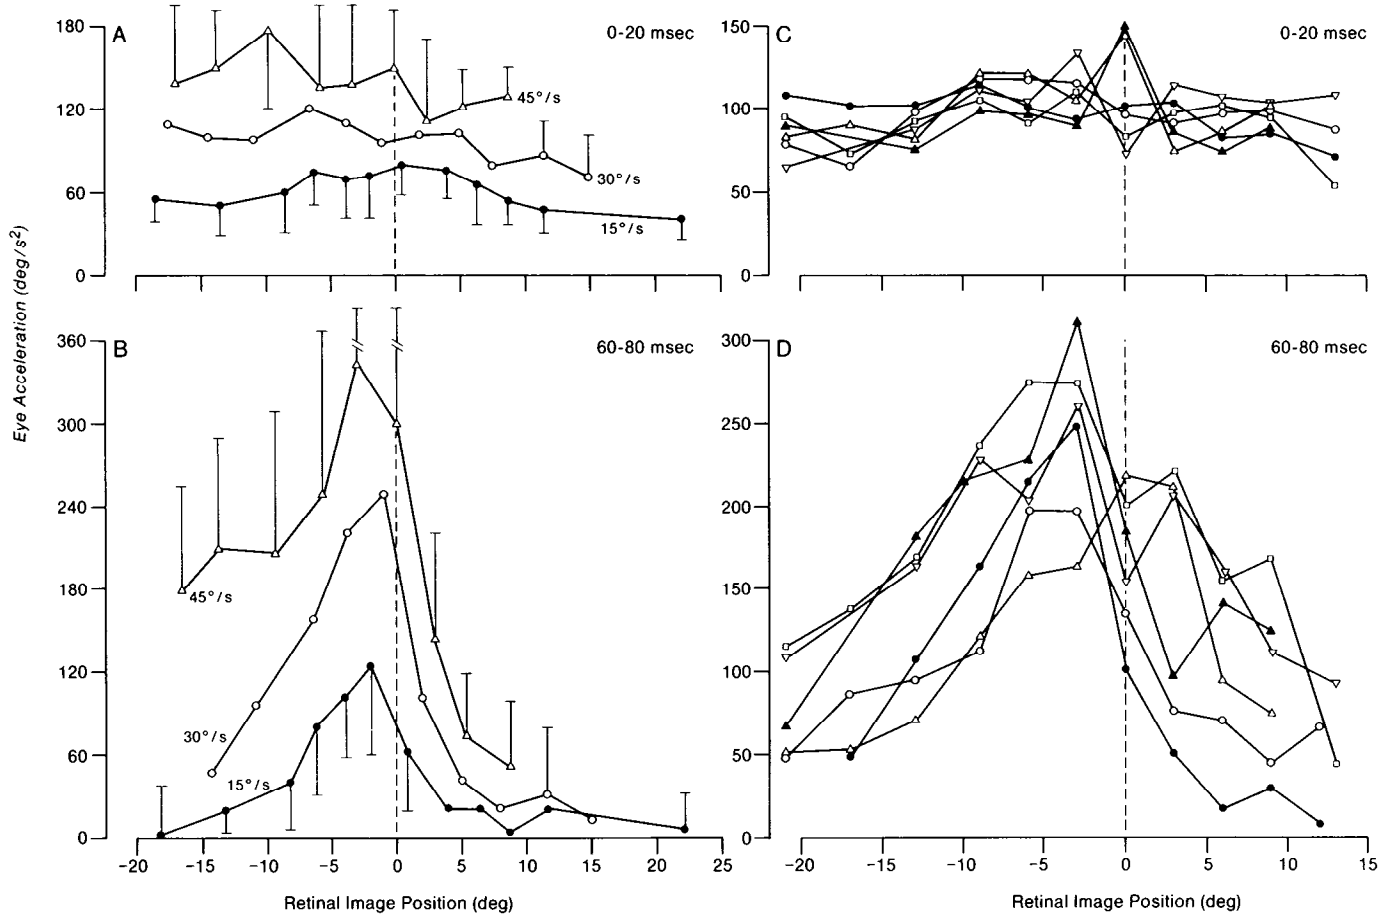 A
0-20 msec
180
120
60
0
45°/s
30°/s
15°/s
C
0-20 msec
150
100
50
0
Eye Acceleration (deg/s²)
B
60-80 msec
360
300
240
180
120
60
0
45°/s
30°/s
15°/s
−20 −15 −10 −5 0 5 10 15 20 25
Retinal Image Position (deg)
D
60-80 msec
300
250
200
150
100
50
0
−20 −15 −10 −5 0 5 10 15
Retinal Image Position (deg)